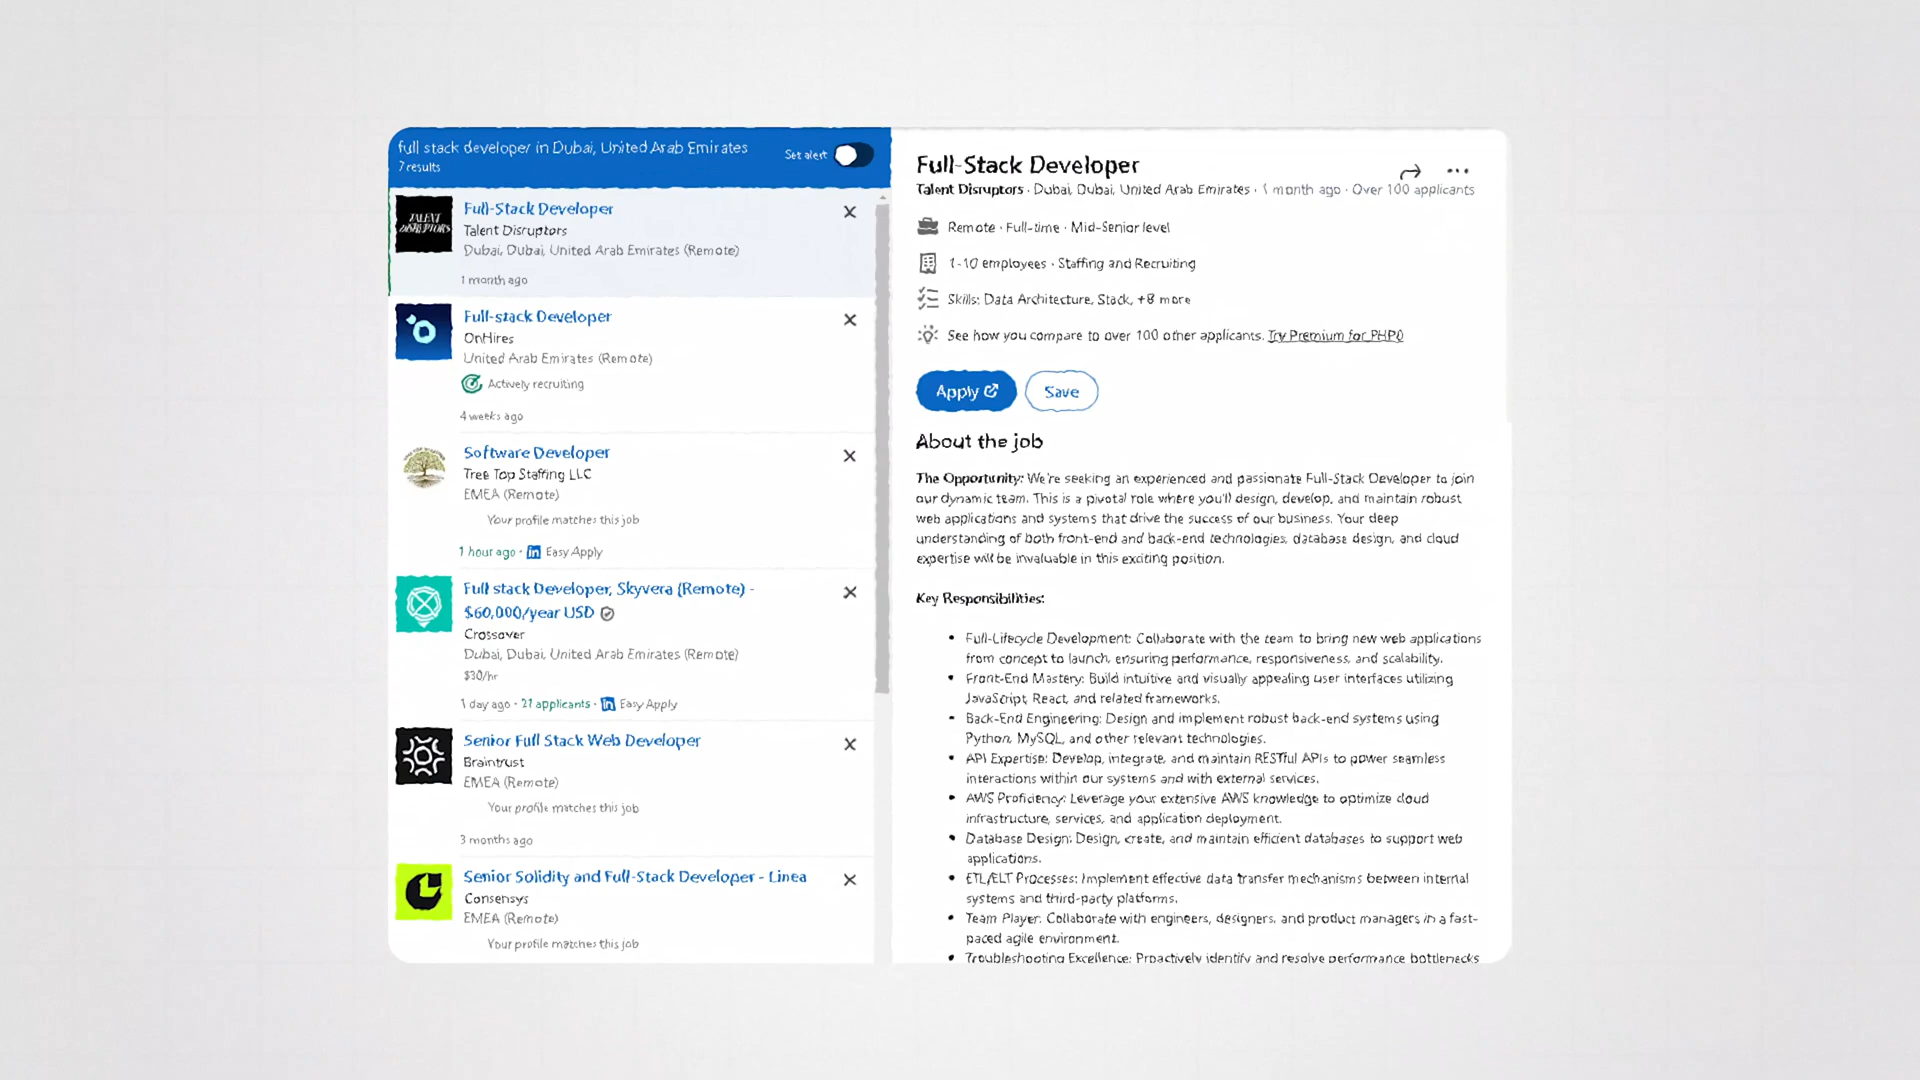 full stack developer in Dubai, United Arab Emirates
7 results
Set alert
TALENT
DISRUPTORS
Full-Stack Developer
Talent Disruptors
Dubai, Dubai, United Arab Emirates (Remote)
1 month ago
Full-stack Developer
OnHires
United Arab Emirates (Remote)
Actively recruiting
4 weeks ago
Software Developer
Tree Top Staffing LLC
EMEA (Remote)
Your profile matches this job
1 hour ago · in Easy Apply
Full stack Developer, Skyvera (Remote) -
$60,000/year USD
Crossover
Dubai, Dubai, United Arab Emirates (Remote)
$30/hr
1 day ago · 21 applicants · in Easy Apply
Senior Full Stack Web Developer
Braintrust
EMEA (Remote)
Your profile matches this job
3 months ago
Senior Solidity and Full-Stack Developer - Linea
Consensys
EMEA (Remote)
Your profile matches this job
Full-Stack Developer
Talent Disruptors · Dubai, Dubai, United Arab Emirates · 1 month ago · Over 100 applicants
Remote · Full-time · Mid-Senior level
1-10 employees · Staffing and Recruiting
Skills: Data Architecture, Stack, +8 more
See how you compare to over 100 other applicants. Try Premium for PHP0
Apply
Save
About the job
The Opportunity: We're seeking an experienced and passionate Full-Stack Developer to join
our dynamic team. This is a pivotal role where you'll design, develop, and maintain robust
web applications and systems that drive the success of our business. Your deep
understanding of both front-end and back-end technologies, database design, and cloud
expertise will be invaluable in this exciting position.
Key Responsibilities:
• Full-Lifecycle Development: Collaborate with the team to bring new web applications
from concept to launch, ensuring performance, responsiveness, and scalability.
• Front-End Mastery: Build intuitive and visually appealing user interfaces utilizing
JavaScript, React, and related frameworks.
• Back-End Engineering: Design and implement robust back-end systems using
Python, MySQL, and other relevant technologies.
• API Expertise: Develop, integrate, and maintain RESTful APIs to power seamless
interactions within our systems and with external services.
• AWS Proficiency: Leverage your extensive AWS knowledge to optimize cloud
infrastructure, services, and application deployment.
• Database Design: Design, create, and maintain efficient databases to support web
applications.
• ETL/ELT Processes: Implement effective data transfer mechanisms between internal
systems and third-party platforms.
• Team Player: Collaborate with engineers, designers, and product managers in a fast-
paced agile environment.
• Troubleshooting Excellence: Proactively identify and resolve performance bottlenecks